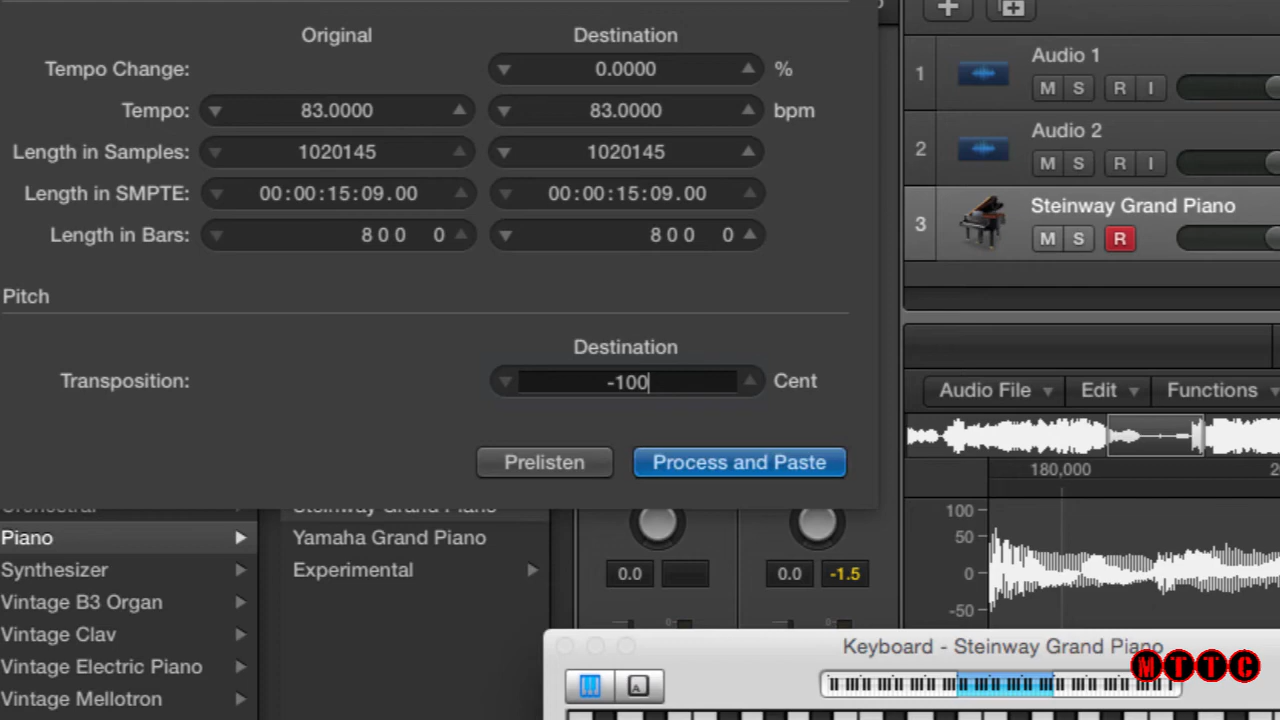 Original Destination
Tempo Change: 0.0000 %
Tempo: 83.0000 83.0000 bpm
Length in Samples: 1020145 1020145
Length in SMPTE: 00:00:15:09.00 00:00:15:09.00
Length in Bars: 8 0 0 0 8 0 0 0
Pitch
Destination
Transposition: -100 Cent
Prelisten Process and Paste
Orchestral
Piano
Synthesizer
Vintage B3 Organ
Vintage Clav
Vintage Electric Piano
Vintage Mellotron
Steinway Grand Piano
Yamaha Grand Piano
Experimental
0.0
0.0 -1.5
1 Audio 1
M S R I
2 Audio 2
M S R I
3 Steinway Grand Piano
M S R
Audio File Edit Functions
180,000
100
50
0
-50
Keyboard - Steinway Grand Piano
MTTC